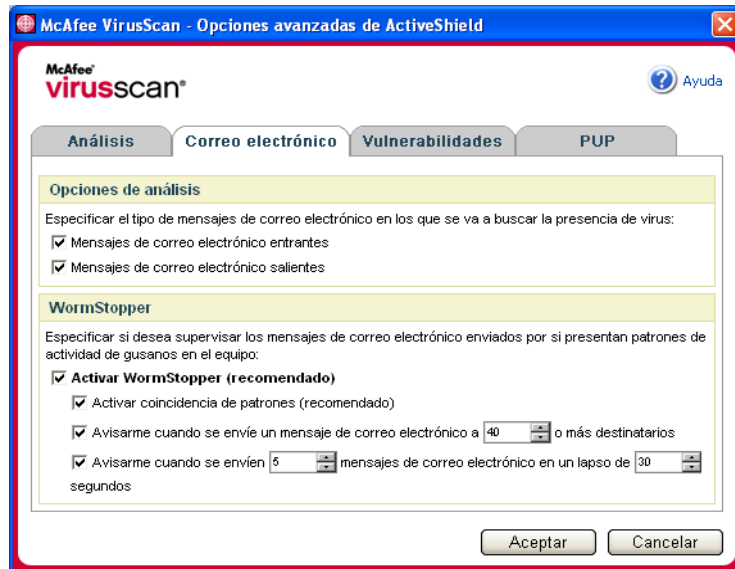 McAfee VirusScan - Opciones avanzadas de ActiveShield
McAfee®
virusscan®
Ayuda
Análisis
Correo electrónico
Vulnerabilidades
PUP
Opciones de análisis
Especificar el tipo de mensajes de correo electrónico en los que se va a buscar la presencia de virus:
Mensajes de correo electrónico entrantes
Mensajes de correo electrónico salientes
WormStopper
Especificar si desea supervisar los mensajes de correo electrónico enviados por si presentan patrones de
actividad de gusanos en el equipo:
Activar WormStopper (recomendado)
Activar coincidencia de patrones (recomendado)
Avisarme cuando se envíe un mensaje de correo electrónico a 40 o más destinatarios
Avisarme cuando se envíen 5 mensajes de correo electrónico en un lapso de 30
segundos
Aceptar
Cancelar